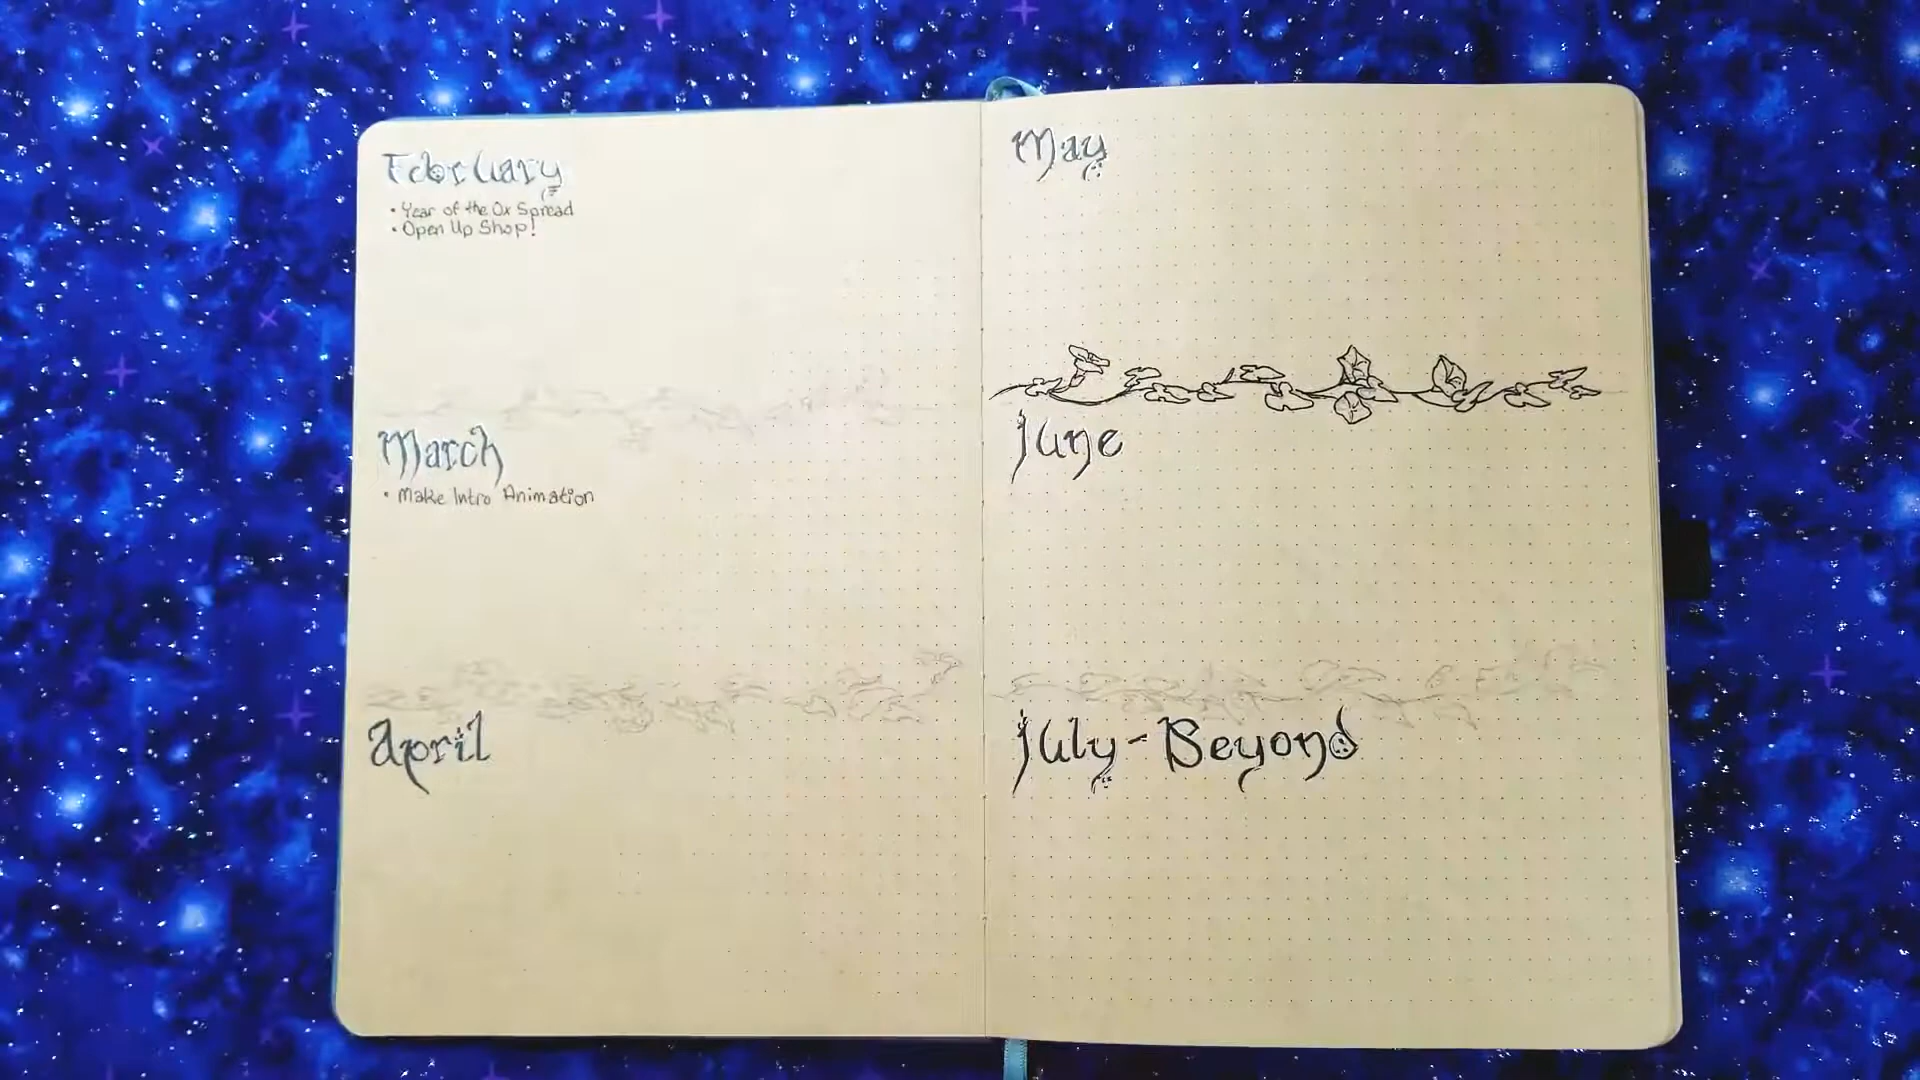 February
• Year of the Ox Spread
• Open Up Shop!
March
• Make Intro Animation
April
May
June
July - Beyond